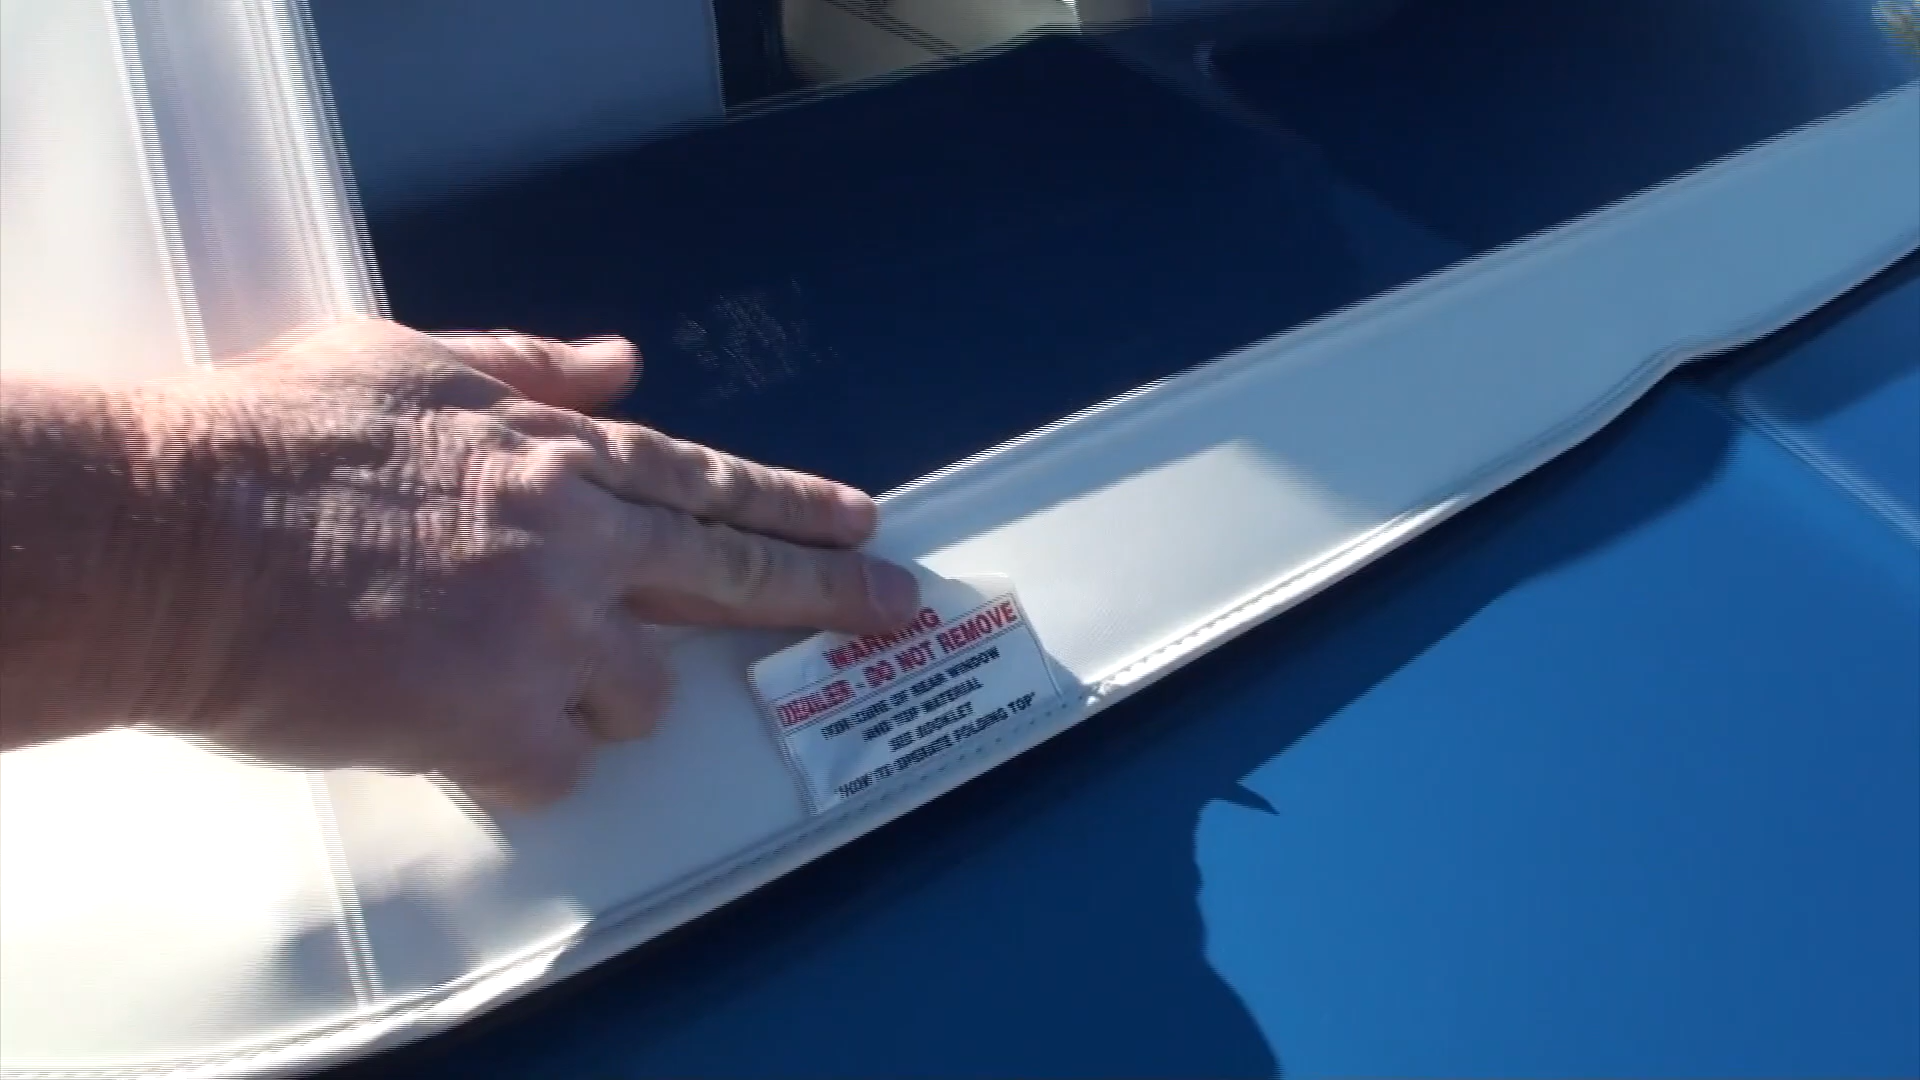 WARNING
DEALER - DO NOT REMOVE
FOR CARE OF REAR WINDOW
AND TOP MATERIAL
SEE BOOKLET
"HOW TO OPERATE FOLDING TOP"